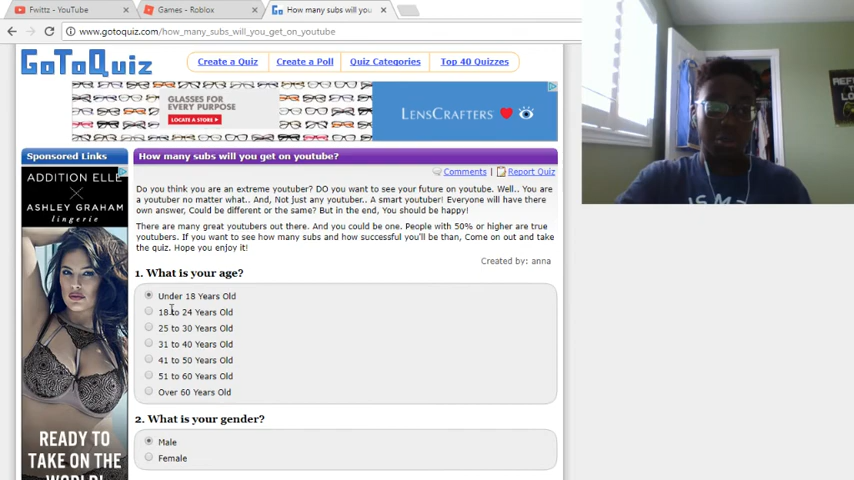 Fwittz - YouTube
Games - Roblox
How many subs will you
www.gotoquiz.com/how_many_subs_will_you_get_on_youtube
GoToQuiz
Create a Quiz
Create a Poll
Quiz Categories
Top 40 Quizzes
GLASSES FOR
EVERY PURPOSE
LOCATE A STORE
LENSCRAFTERS
Sponsored Links
How many subs will you get on youtube?
Comments | Report Quiz
ADDITION ELLE
X
ASHLEY GRAHAM
lingerie
Do you think you are an extreme youtuber? DO you want to see your future on youtube. Well.. You are
a youtuber no matter what.. And, Not just any youtuber.. A smart youtuber! Everyone will have there
own answer, Could be different or the same? But in the end, You should be happy!
There are many great youtubers out there. And you could be one. People with 50% or higher are true
youtubers. If you want to see how many subs and how successful you'll be than, Come on out and take
the quiz. Hope you enjoy it!
Created by: anna
1. What is your age?
Under 18 Years Old
18 to 24 Years Old
25 to 30 Years Old
31 to 40 Years Old
41 to 50 Years Old
51 to 60 Years Old
Over 60 Years Old
2. What is your gender?
Male
Female
READY TO
TAKE ON THE
WORLD!